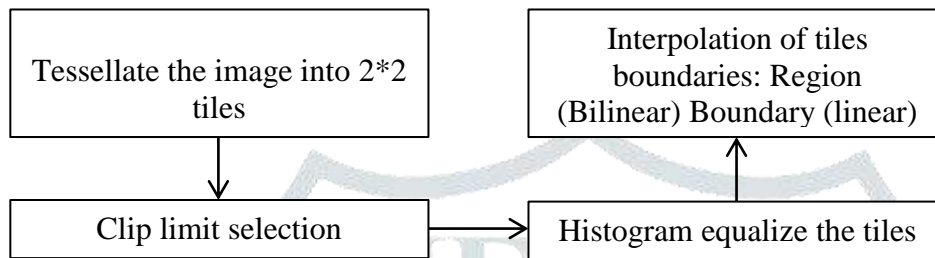 Tessellate the image into 2*2
tiles
Clip limit selection
Histogram equalize the tiles
Interpolation of tiles
boundaries: Region
(Bilinear) Boundary (linear)